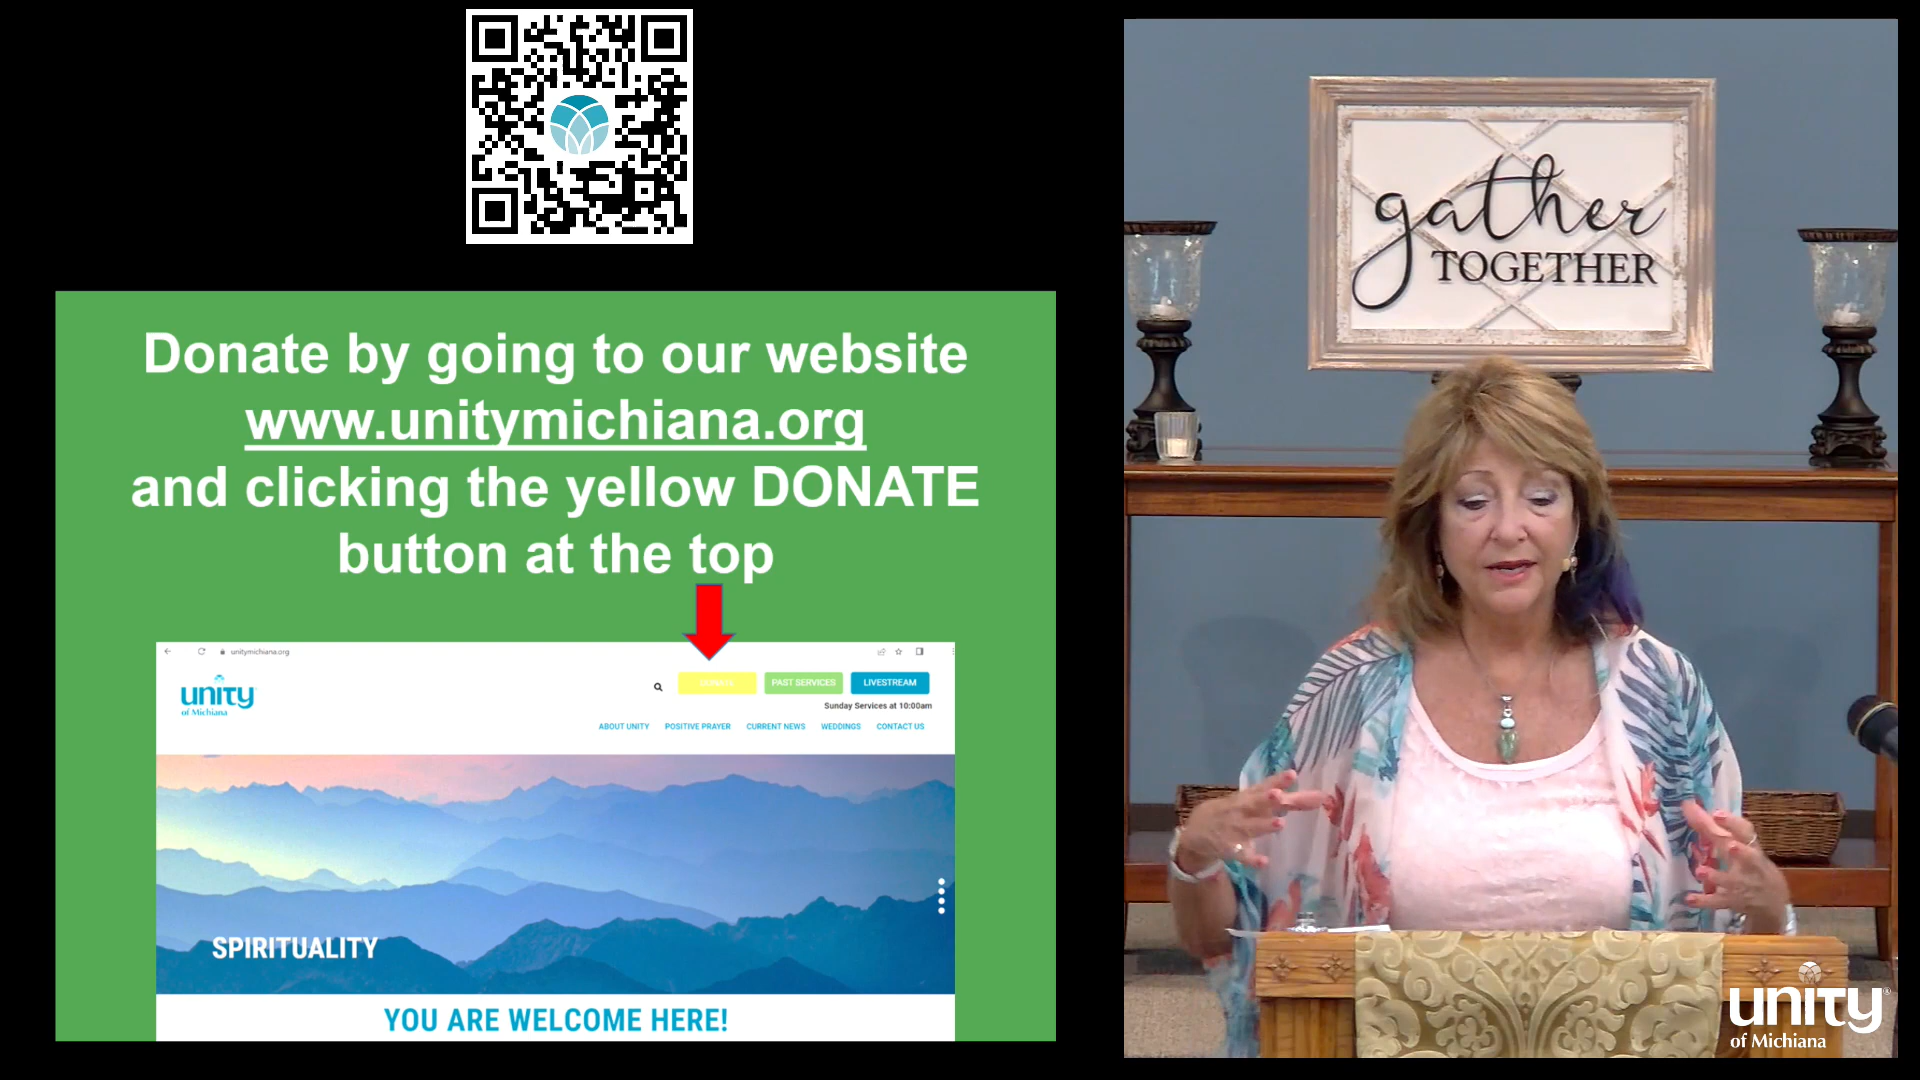 Donate by going to our website
www.unitymichiana.org
and clicking the yellow DONATE
button at the top
unitymichiana.org
DONATE
PAST SERVICES
LIVESTREAM
unity
of Michiana
Sunday Services at 10:00am
ABOUT UNITY
POSITIVE PRAYER
CURRENT NEWS
WEDDINGS
CONTACT US
SPIRITUALITY
YOU ARE WELCOME HERE!
gather
TOGETHER
unity®
of Michiana